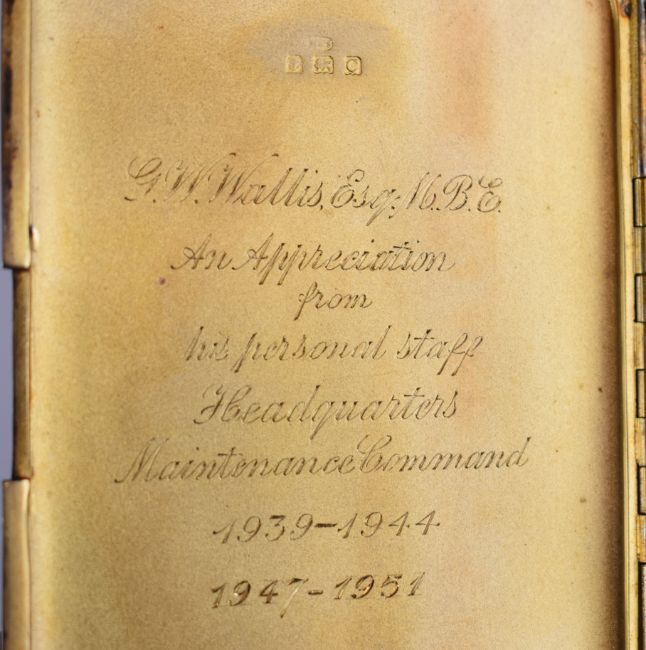 G. W. Wallis, Esq; M.B.E.
An Appreciation
from
his personal staff
Headquarters
Maintenance Command
1939-1944
1947-1951